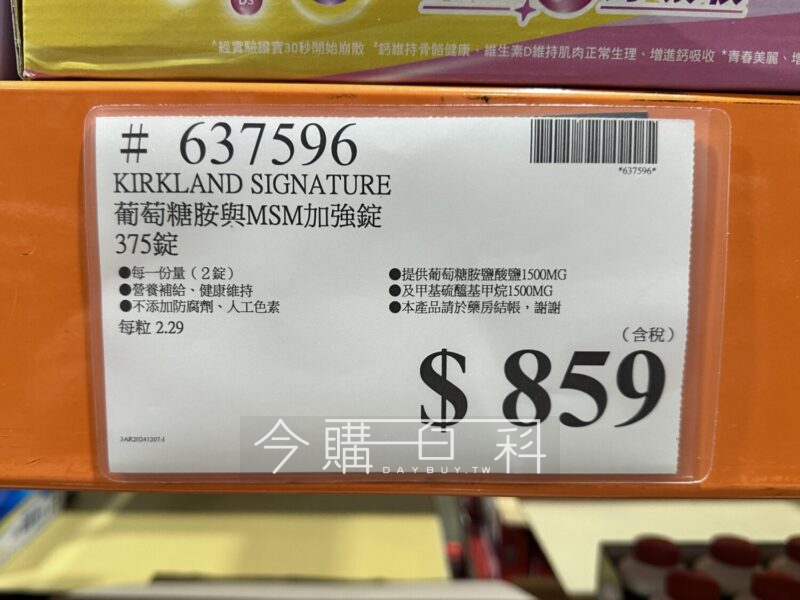 D3
^經實驗證實30秒開始崩散 "鈣維持骨骼健康、維生素D維持肌肉正常生理、增進鈣吸收 *青春美麗、增
# 637596
*637596*
KIRKLAND SIGNATURE
葡萄糖胺與MSM加強錠
375錠
●每一份量（2錠） ●提供葡萄糖胺鹽酸鹽1500MG
●營養補給、健康維持 ●及甲基硫醯基甲烷1500MG
●不添加防腐劑、人工色素 ●本產品請於藥房結帳，謝謝
每粒 2.29
（含稅）
$ 859
3AR20241207-1
今購百科
DAYBUY.TW